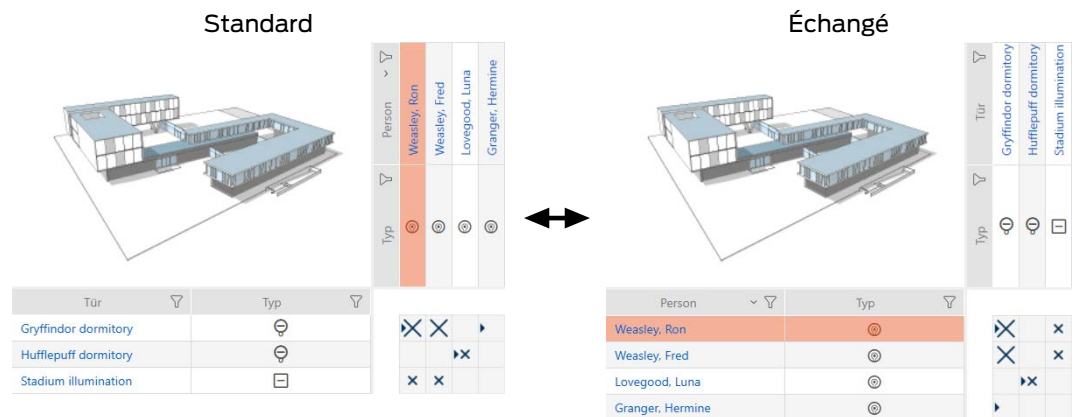 Standard
Échangé
Person
Weasley, Ron
Weasley, Fred
Lovegood, Luna
Granger, Hermine
Typ
Tür Typ
Gryffindor dormitory
Hufflepuff dormitory
Stadium illumination
Tür
Gryffindor dormitory
Hufflepuff dormitory
Stadium illumination
Typ
Person Typ
Weasley, Ron
Weasley, Fred
Lovegood, Luna
Granger, Hermine